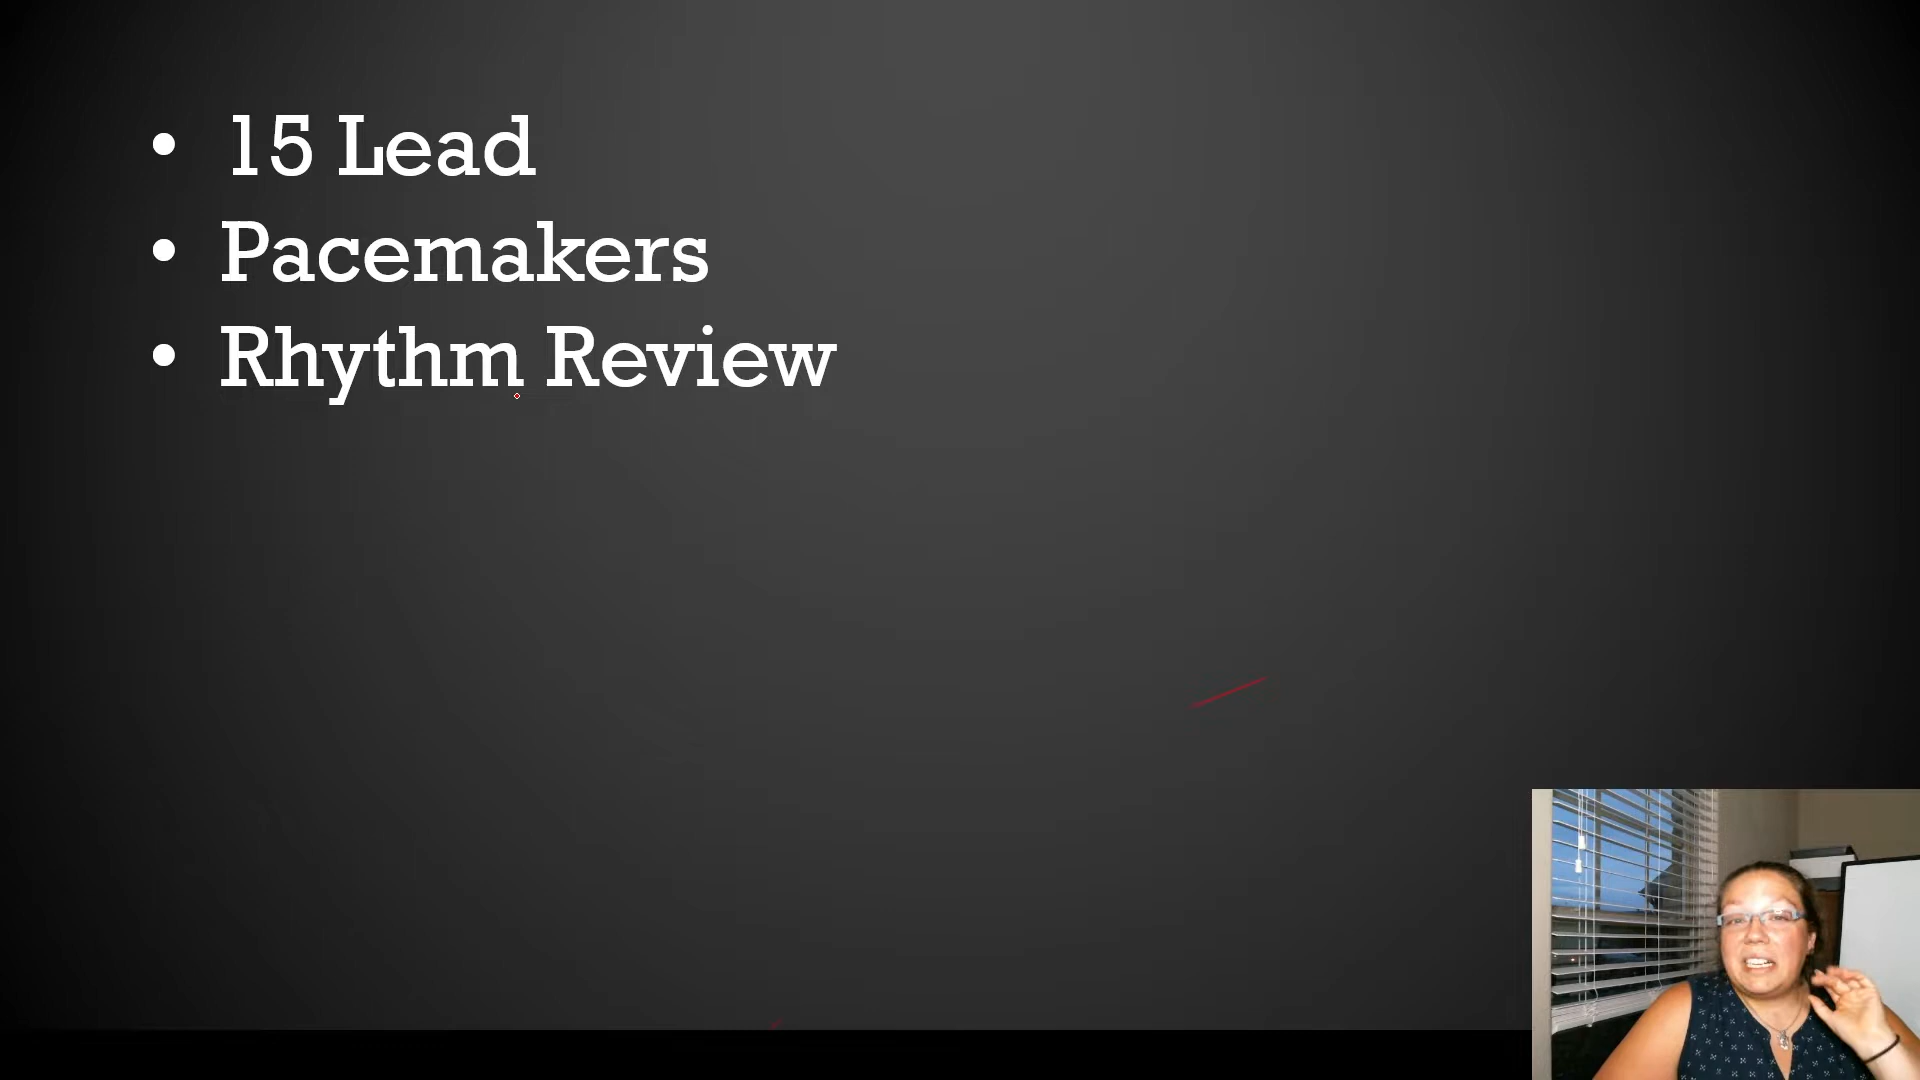 • 15 Lead
• Pacemakers
• Rhythm Review